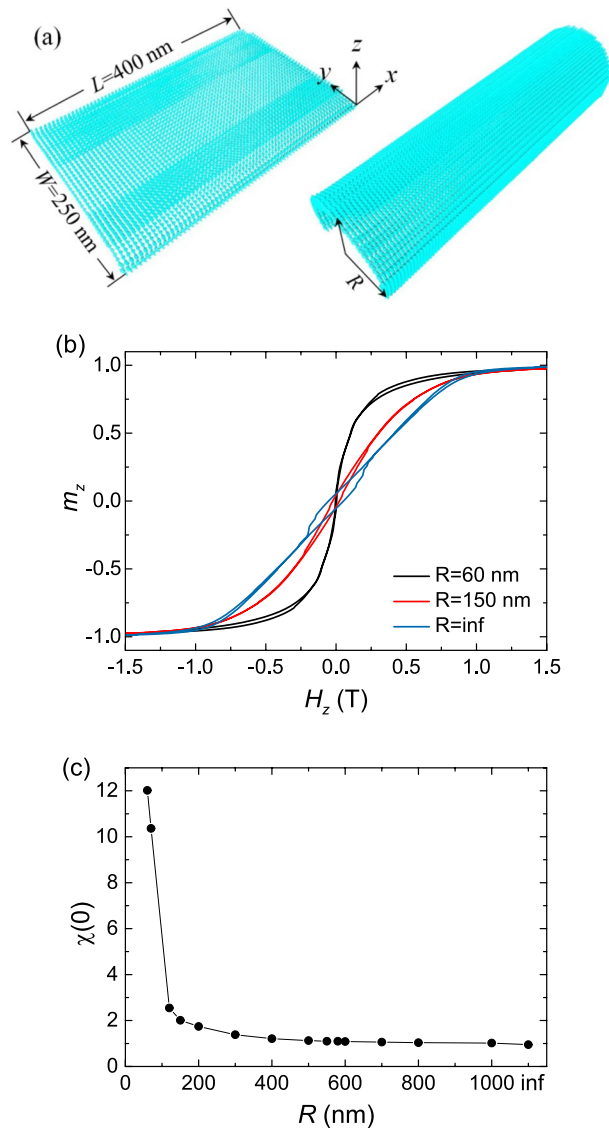 (a)
L=400 nm
W=250 nm
z
y
x
R
(b)
1.0
0.5
0.0
-0.5
-1.0
m_z
R=60 nm
R=150 nm
R=inf
-1.5 -1.0 -0.5 0.0 0.5 1.0 1.5
H_z (T)
(c)
12
10
8
6
4
2
0
χ(0)
0 200 400 600 800 1000 inf
R (nm)